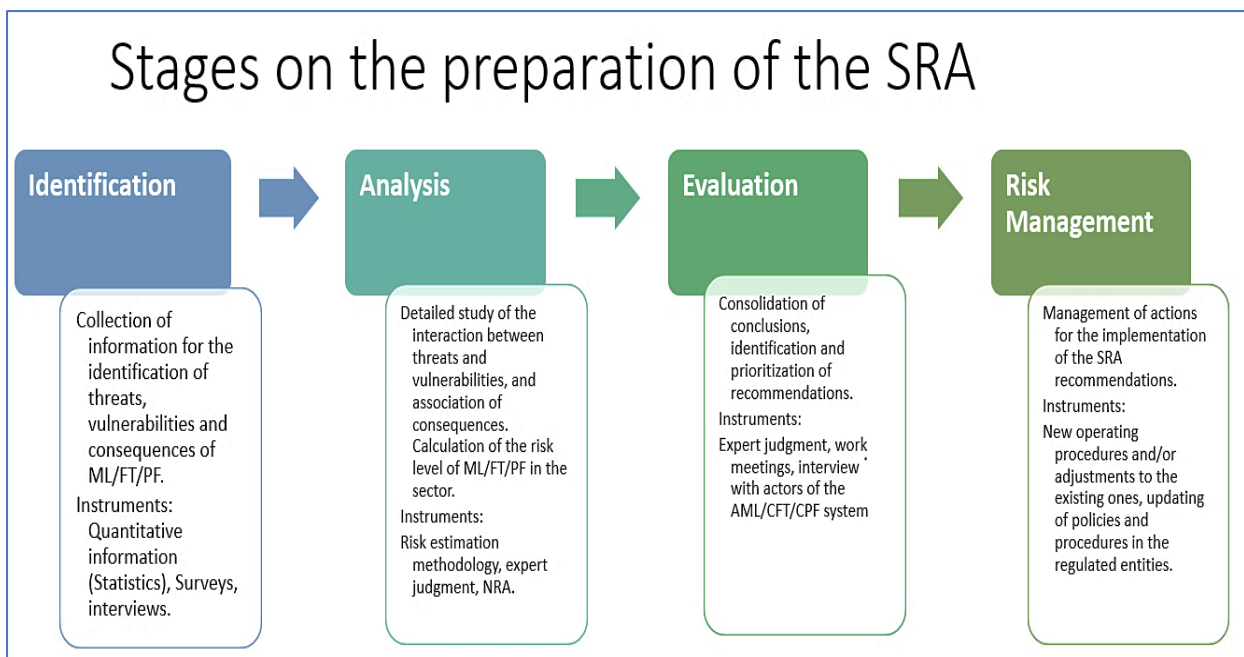 Stages on the preparation of the SRA
Identification
Collection of
information for the
identification of
threats,
vulnerabilities and
consequences of
ML/FT/PF.
Instruments:
Quantitative
information
(Statistics), Surveys,
interviews.
Analysis
Detailed study of the
interaction between
threats and
vulnerabilities, and
association of
consequences.
Calculation of the risk
level of ML/FT/PF in the
sector.
Instruments:
Risk estimation
methodology, expert
judgment, NRA.
Evaluation
Consolidation of
conclusions,
identification and
prioritization of
recommendations.
Instruments:
Expert judgment, work
meetings, interview
with actors of the
AML/CFT/CPF system
Risk
Management
Management of actions
for the implementation
of the SRA
recommendations.
Instruments:
New operating
procedures and/or
adjustments to the
existing ones, updating
of policies and
procedures in the
regulated entities.